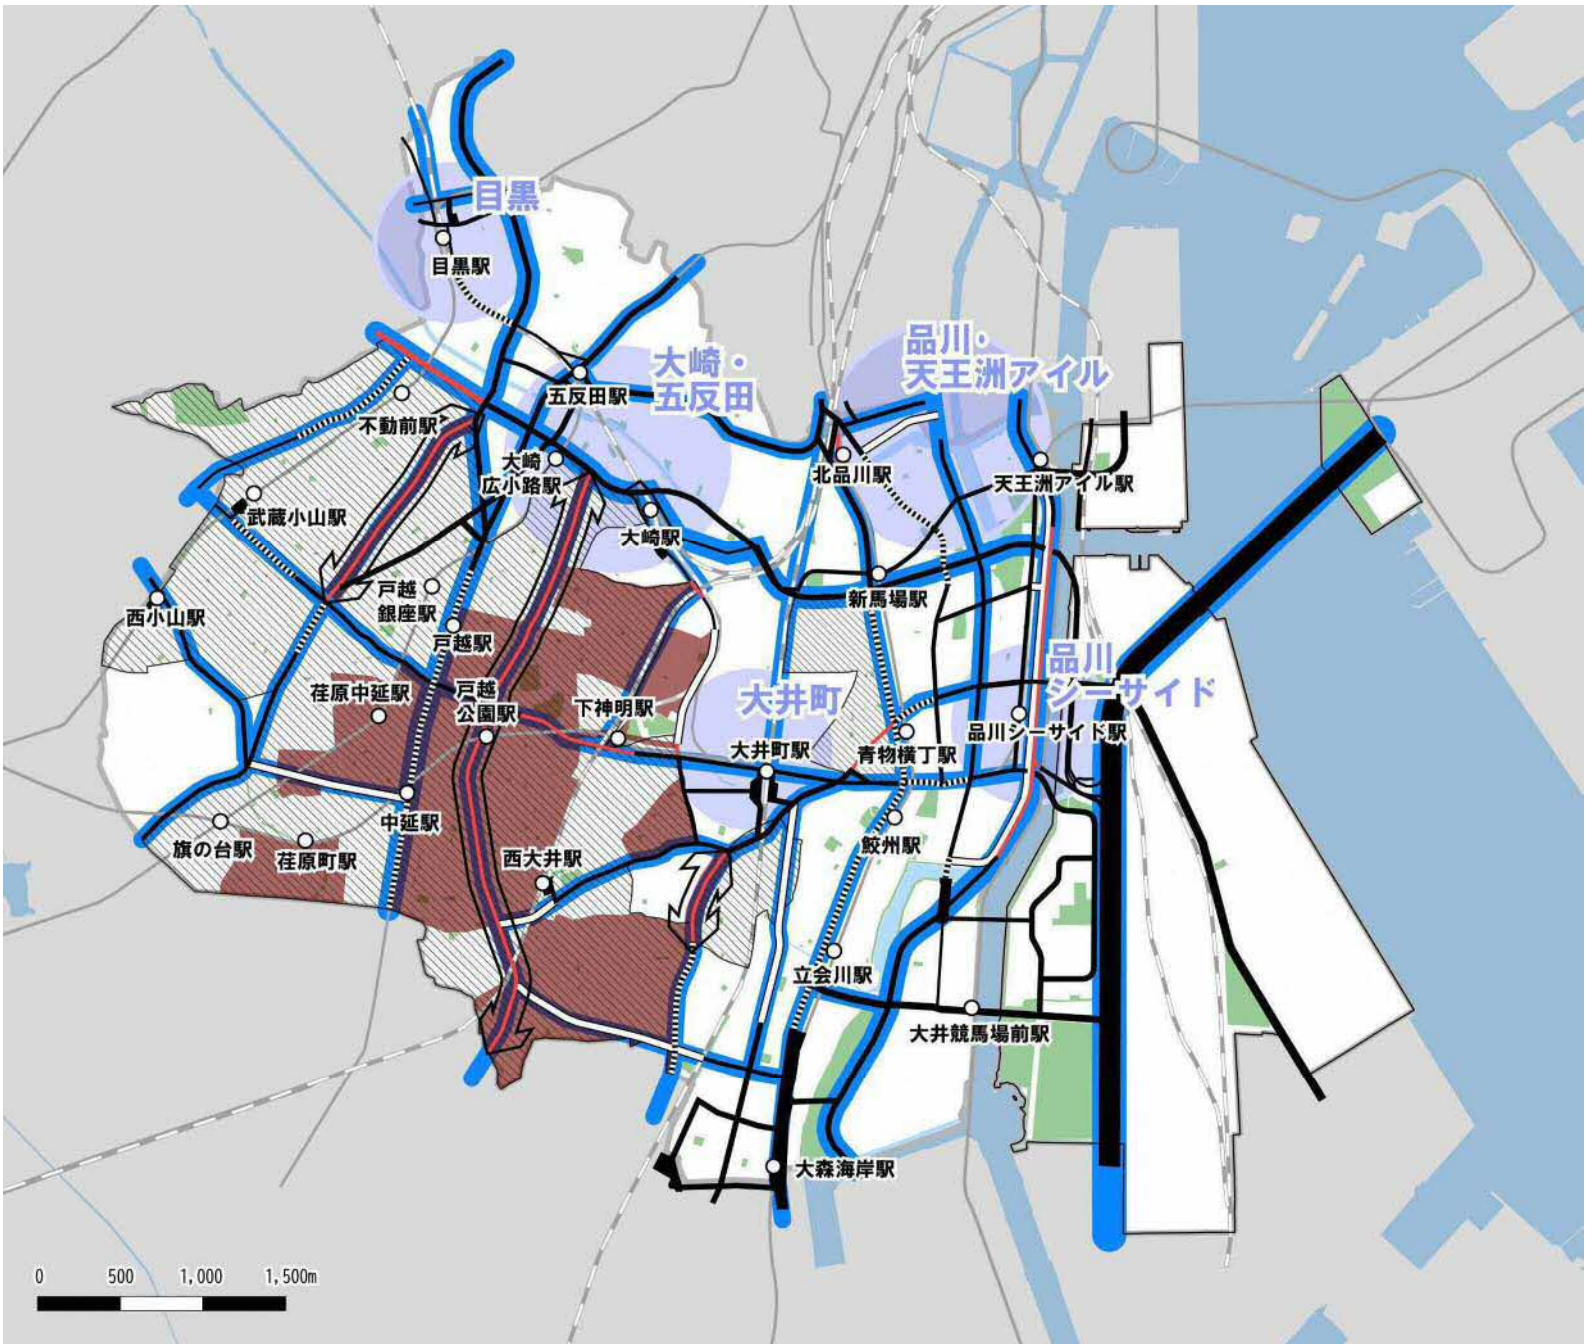 目黒
目黒駅
大崎・
五反田
品川・
天王洲アイル
五反田駅
不動前駅
大崎
広小路駅
北品川駅
天王洲アイル駅
武蔵小山駅
大崎駅
戸越
銀座駅
新馬場駅
西小山駅
戸越駅
品川
シーサイド
荏原中延駅
戸越
公園駅
下神明駅
大井町
大井町駅
青物横丁駅
品川シーサイド駅
中延駅
旗の台駅
荏原町駅
西大井駅
鮫州駅
立会川駅
大井競馬場前駅
大森海岸駅
0 500 1,000 1,500m